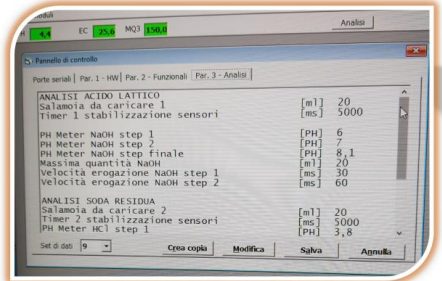 H 4,4 EC 25,6 MQ3 150,0 Analisi
Pannello di controllo
Porte seriali Par. 1 - HW Par. 2 - Funzionali Par. 3 - Analisi
ANALISI ACIDO LATTICO
Salamoia da caricare 1 [ml] 20
Timer 1 stabilizzazione sensori [ms] 5000
PH Meter NaOH step 1 [PH] 6
PH Meter NaOH step 2 [PH] 7
PH Meter NaOH step finale [PH] 8,1
Massima quantità NaOH [ml] 20
Velocità erogazione NaOH step 1 [ms] 30
Velocità erogazione NaOH step 2 [ms] 60
ANALISI SODA RESIDUA
Salamoia da caricare 2 [ml] 20
Timer 2 stabilizzazione sensori [ms] 5000
PH Meter HCl step 1 [PH] 3,8
Set di dati 9 Crea copia Modifica Salva Annulla